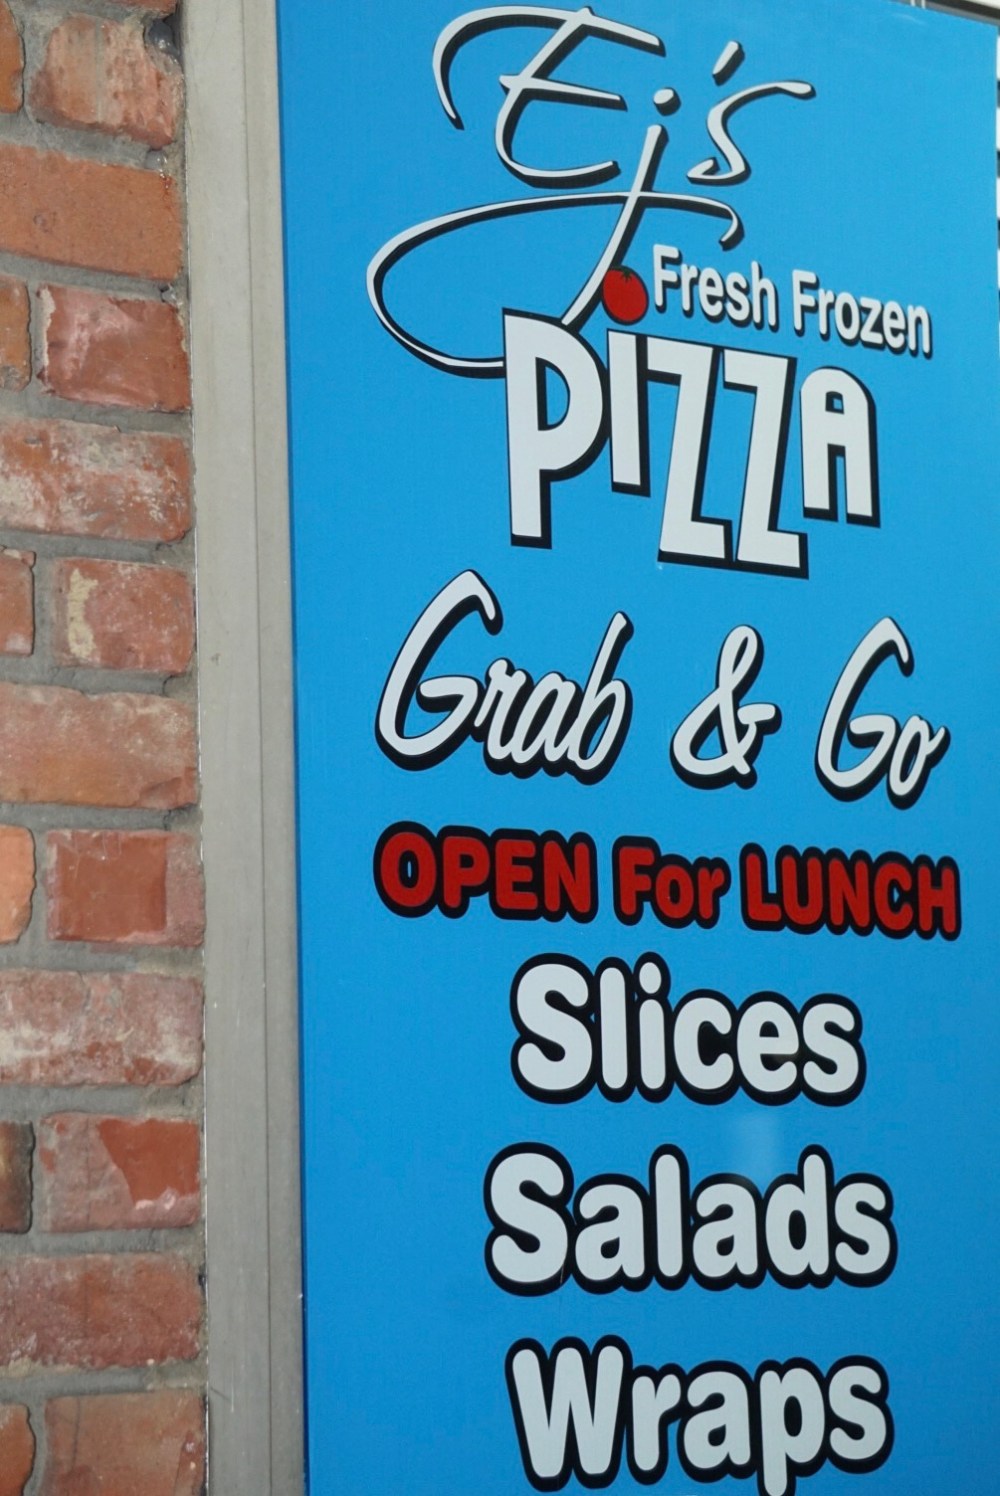 Ej's
Fresh Frozen
PIZZA
Grab & Go
OPEN For LUNCH
Slices
Salads
Wraps